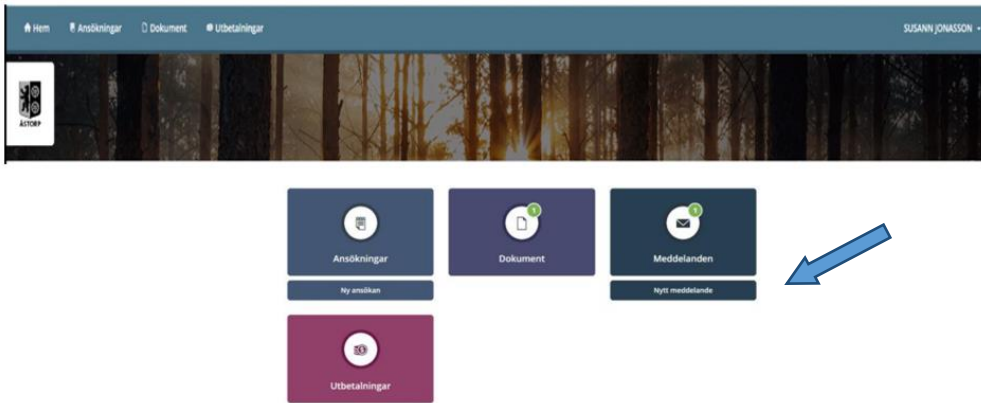 Hem Ansökningar Dokument Utbetalningar SUSANN JONASSON
ÅSTORP
1 1
Ansökningar Dokument Meddelanden
Ny ansökan Nytt meddelande
Utbetalningar